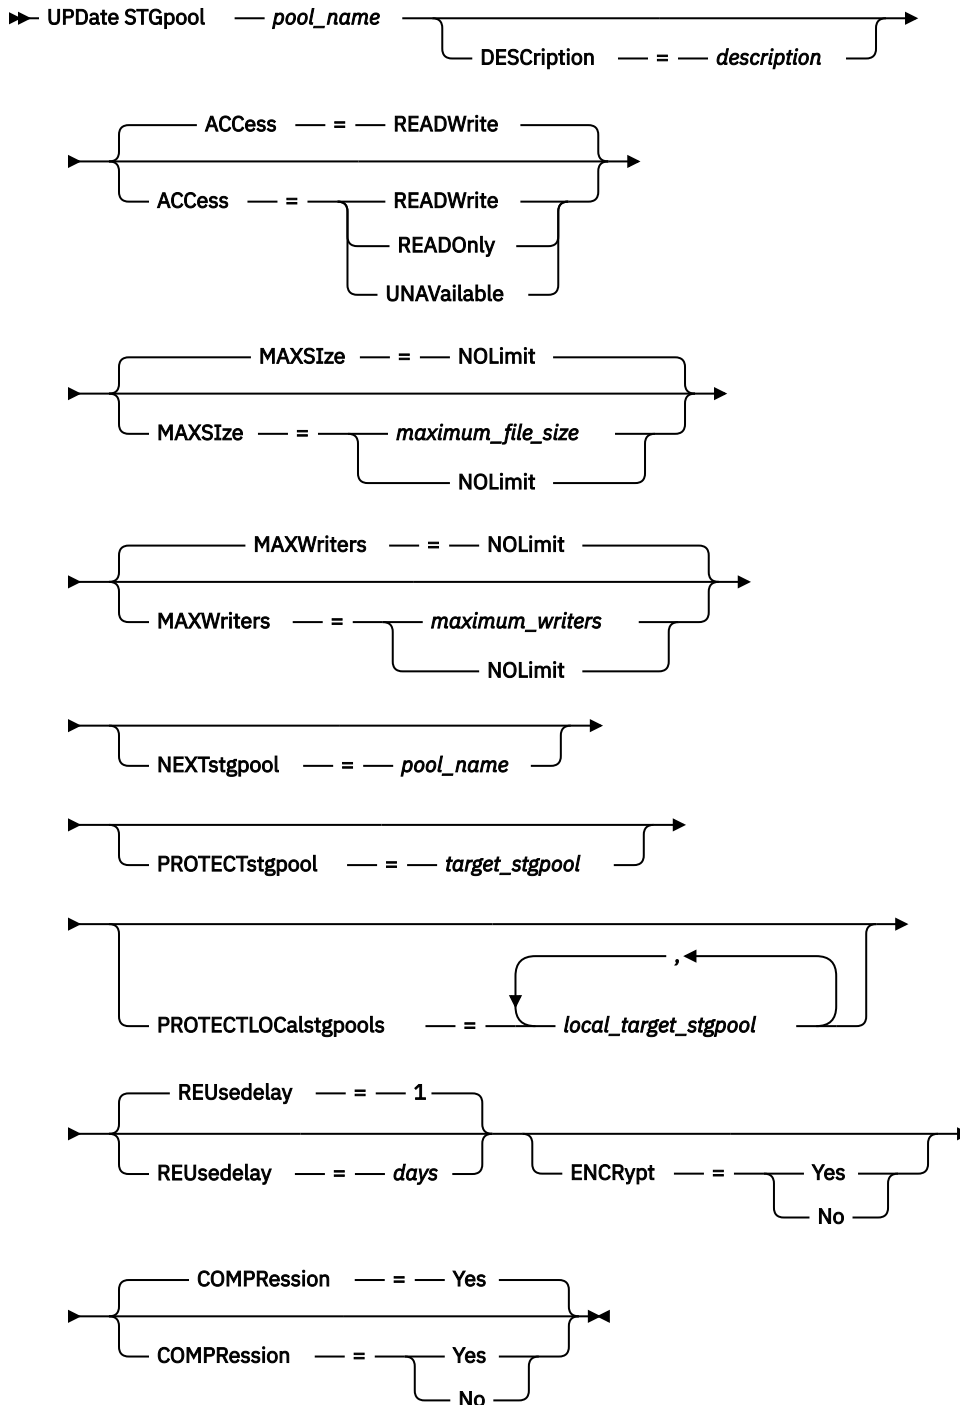 UPDate STGpool pool_name
DESCription = description
ACCess = READWrite
ACCess = READWrite
READOnly
UNAVailable
MAXSIze = NOLimit
MAXSIze = maximum_file_size
NOLimit
MAXWriters = NOLimit
MAXWriters = maximum_writers
NOLimit
NEXTstgpool = pool_name
PROTECTstgpool = target_stgpool
,
PROTECTLOCalstgpools = local_target_stgpool
REUsedelay = 1
REUsedelay = days ENCRypt = Yes
No
COMPRession = Yes
COMPRession = Yes
No